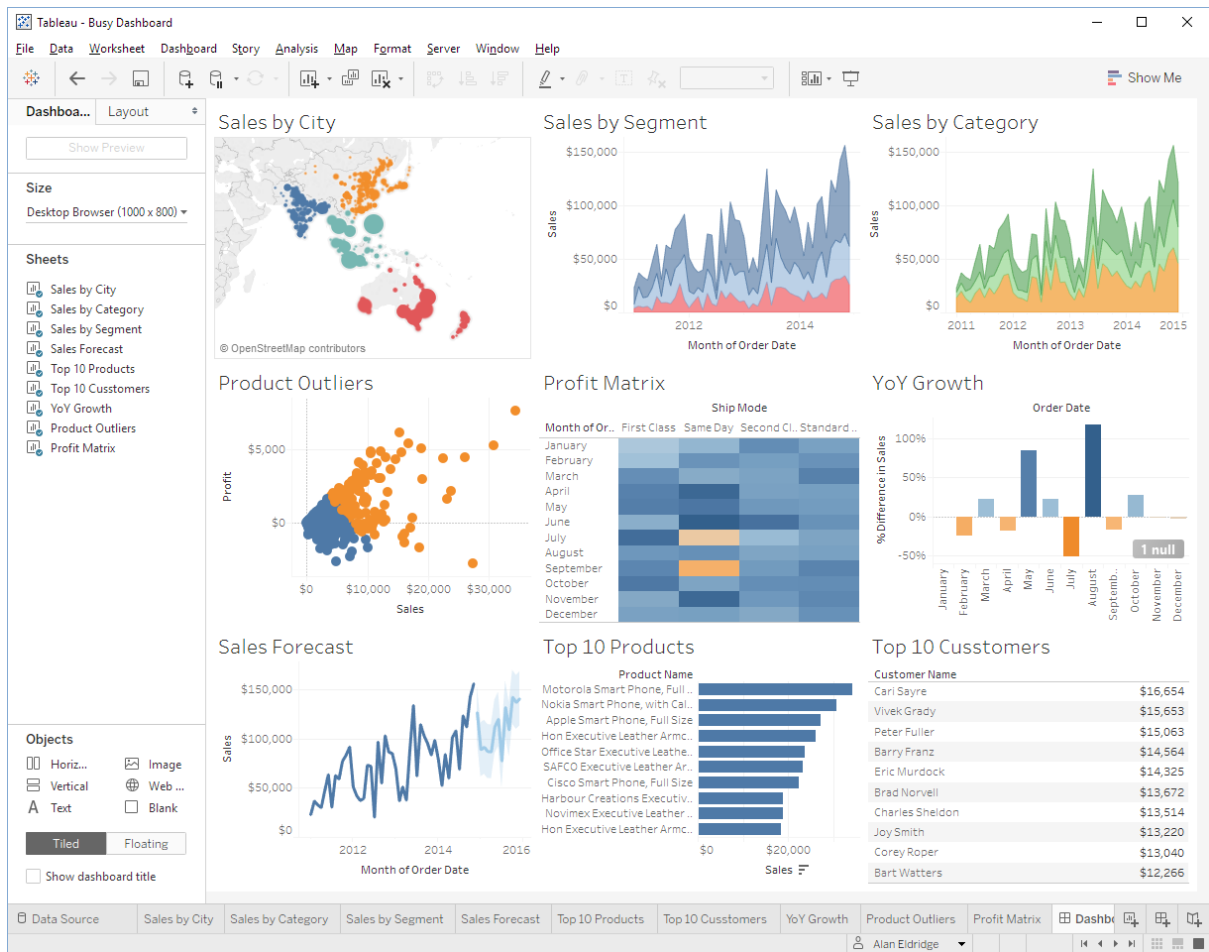 Tableau - Busy Dashboard
File Data Worksheet Dashboard Story Analysis Map Format Server Window Help
Show Me
Dashboa... Layout
Show Preview
Size
Desktop Browser (1000 x 800)
Sheets
Sales by City
Sales by Category
Sales by Segment
Sales Forecast
Top 10 Products
Top 10 Cusstomers
YoY Growth
Product Outliers
Profit Matrix
Objects
Horiz... Image
Vertical Web ...
A Text Blank
Tiled Floating
Show dashboard title
Sales by City
© OpenStreetMap contributors
Sales by Segment
$150,000
$100,000
$50,000
$0
Sales
2012 2014
Month of Order Date
Sales by Category
$150,000
$100,000
$50,000
$0
Sales
2011 2012 2013 2014 2015
Month of Order Date
Product Outliers
$5,000
$0
Profit
$0 $10,000 $20,000 $30,000
Sales
Profit Matrix
Ship Mode
Month of Or.. First Class Same Day Second Cl.. Standard ..
January
February
March
April
May
June
July
August
September
October
November
December
YoY Growth
Order Date
100%
50%
0%
-50%
% Difference in Sales
1 null
January
February
March
April
May
June
July
August
Septemb..
October
November
December
Sales Forecast
$150,000
$100,000
$50,000
$0
Sales
2012 2014 2016
Month of Order Date
Top 10 Products
Product Name
Motorola Smart Phone, Full ..
Nokia Smart Phone, with Cal..
Apple Smart Phone, Full Size
Hon Executive Leather Armc..
Office Star Executive Leathe..
SAFCO Executive Leather Ar..
Cisco Smart Phone, Full Size
Harbour Creations Executiv..
Novimex Executive Leather ..
Hon Executive Leather Armc..
$0 $20,000
Sales
Top 10 Cusstomers
Customer Name
Cari Sayre $16,654
Vivek Grady $15,653
Peter Fuller $15,063
Barry Franz $14,564
Eric Murdock $14,325
Brad Norvell $13,672
Charles Sheldon $13,514
Joy Smith $13,220
Corey Roper $13,040
Bart Watters $12,266
Data Source Sales by City Sales by Category Sales by Segment Sales Forecast Top 10 Products Top 10 Cusstomers YoY Growth Product Outliers Profit Matrix Dashbo
Alan Eldridge